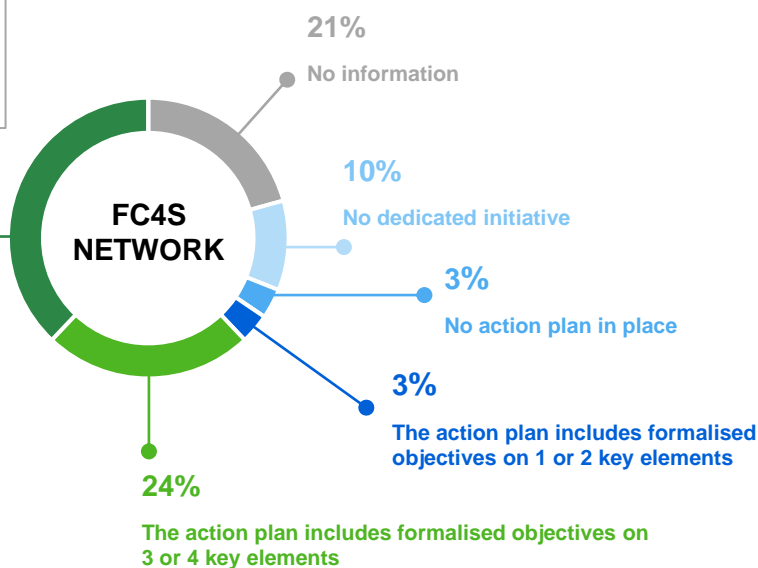 21%
No information
10%
No dedicated initiative
FC4S
NETWORK
3%
No action plan in place
3%
The action plan includes formalised
objectives on 1 or 2 key elements
24%
The action plan includes formalised objectives on
3 or 4 key elements